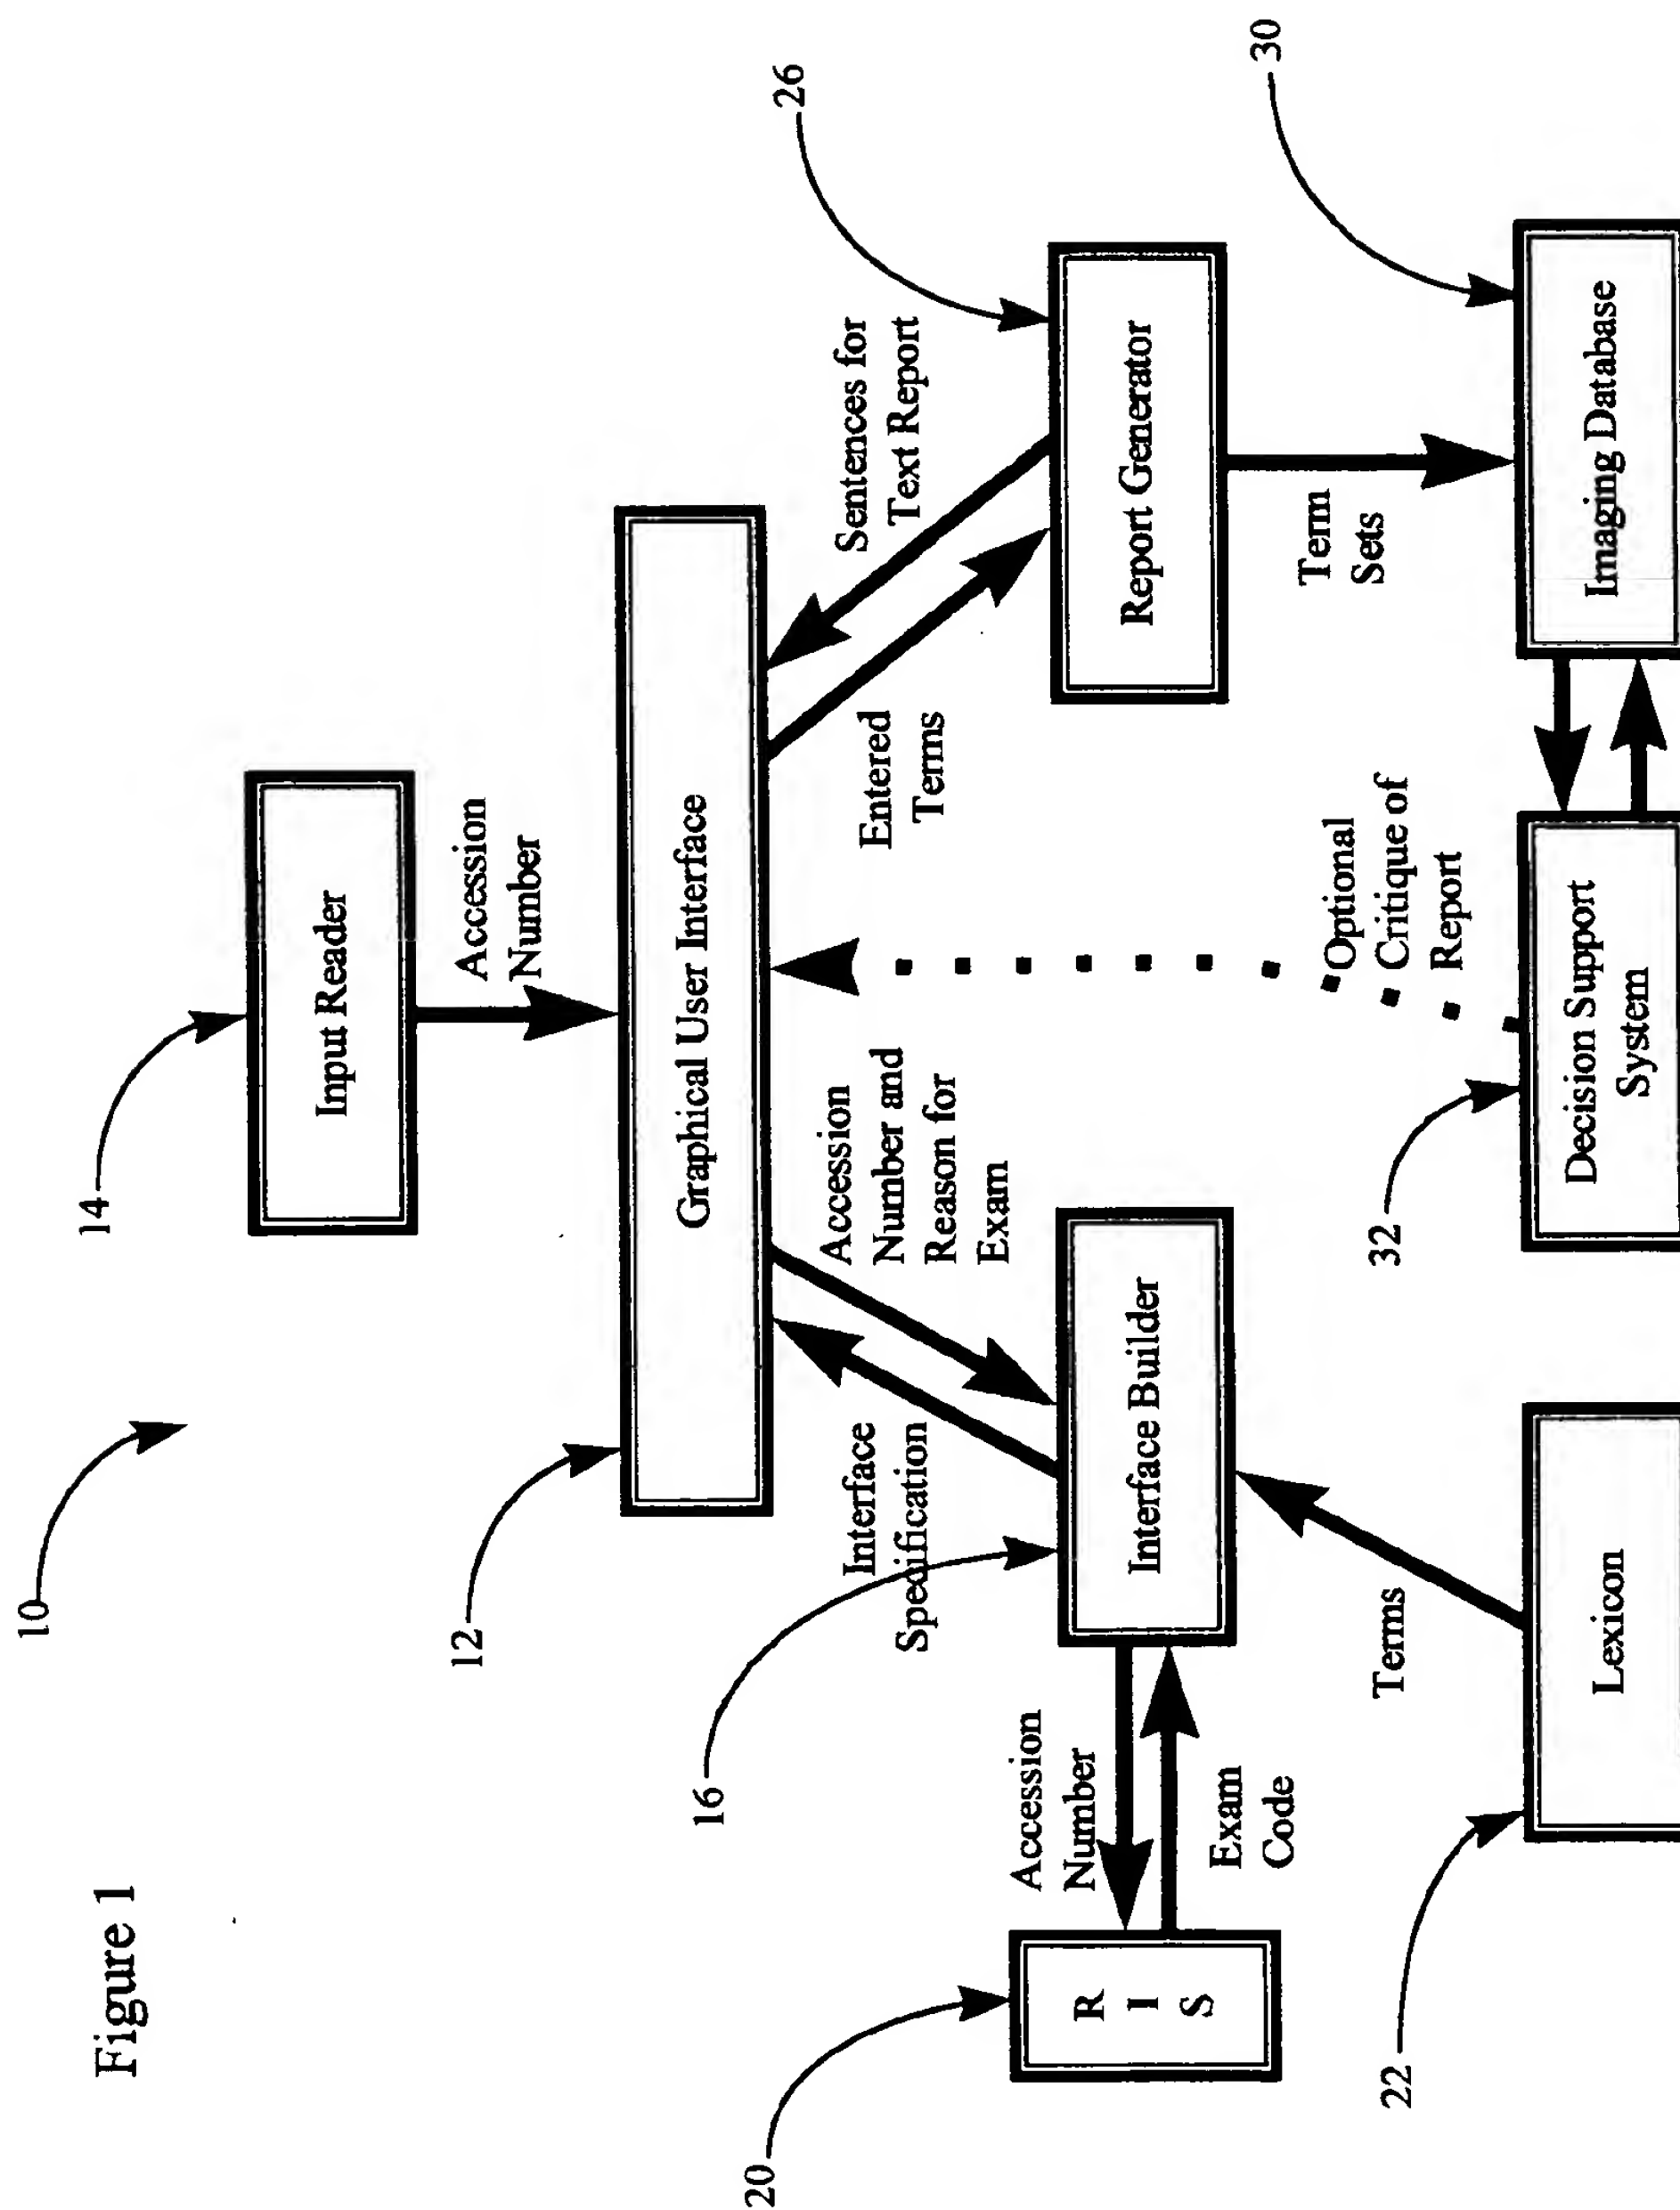 Figure 1
10
14
Input Reader
Accession
Number
12
Graphical User Interface
Interface
Specification
Accession
Number and
Reason for
Exam
Entered
Terms
Sentences for
Text Report
26
16
Interface Builder
Report Generator
20
R
I
S
Accession
Number
Exam
Code
Terms
Term
Sets
Optional
Critique of
Report
30
22
Lexicon
32
Decision Support
System
Imaging Database